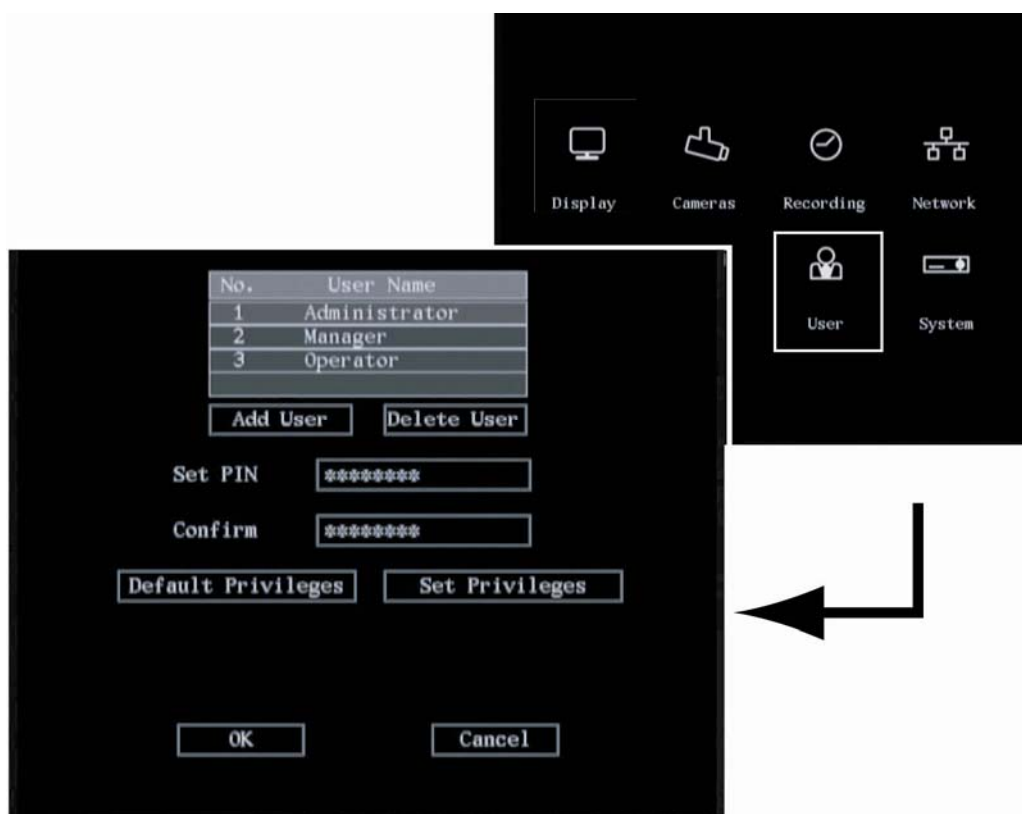 Display Cameras Recording Network
User System
No. User Name
1 Administrator
2 Manager
3 Operator
Add User Delete User
Set PIN ********
Confirm ********
Default Privileges Set Privileges
OK Cancel